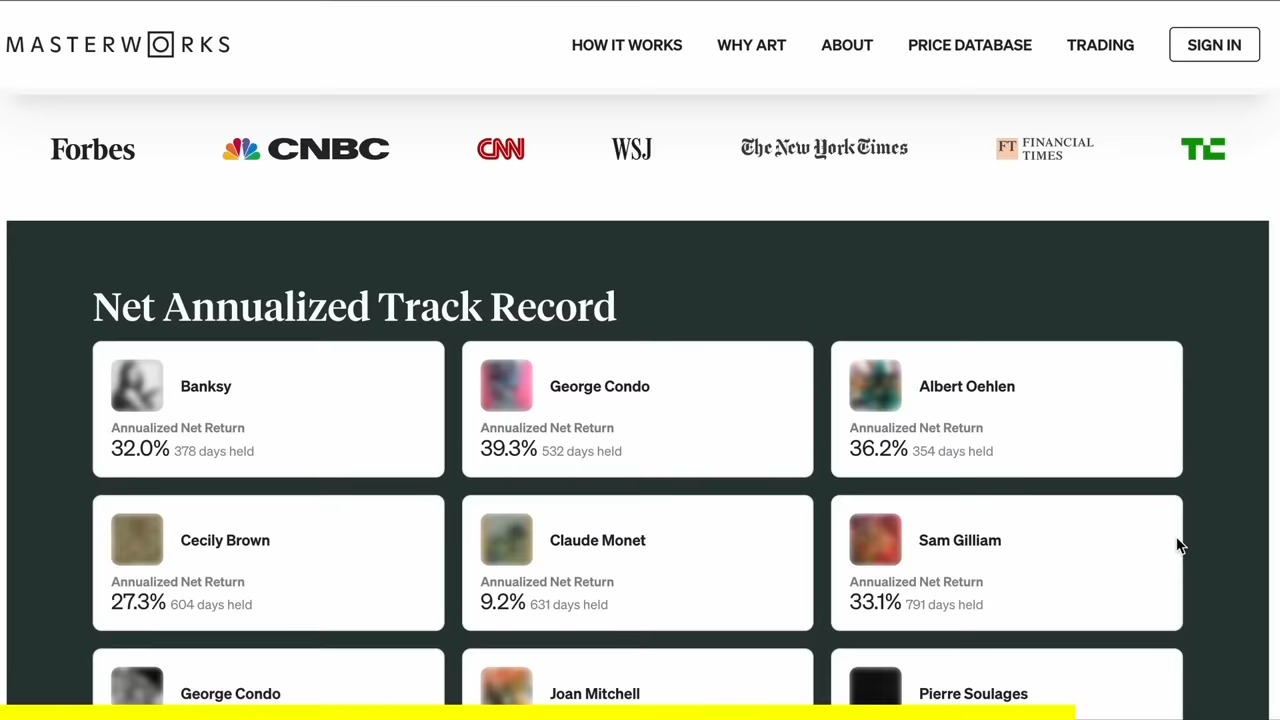 MASTERWORKS
HOW IT WORKS WHY ART ABOUT PRICE DATABASE TRADING SIGN IN
Forbes CNBC CNN WSJ The New York Times FT FINANCIAL TIMES TC
Net Annualized Track Record
Banksy
Annualized Net Return
32.0% 378 days held
George Condo
Annualized Net Return
39.3% 532 days held
Albert Oehlen
Annualized Net Return
36.2% 354 days held
Cecily Brown
Annualized Net Return
27.3% 604 days held
Claude Monet
Annualized Net Return
9.2% 631 days held
Sam Gilliam
Annualized Net Return
33.1% 791 days held
George Condo
Joan Mitchell
Pierre Soulages